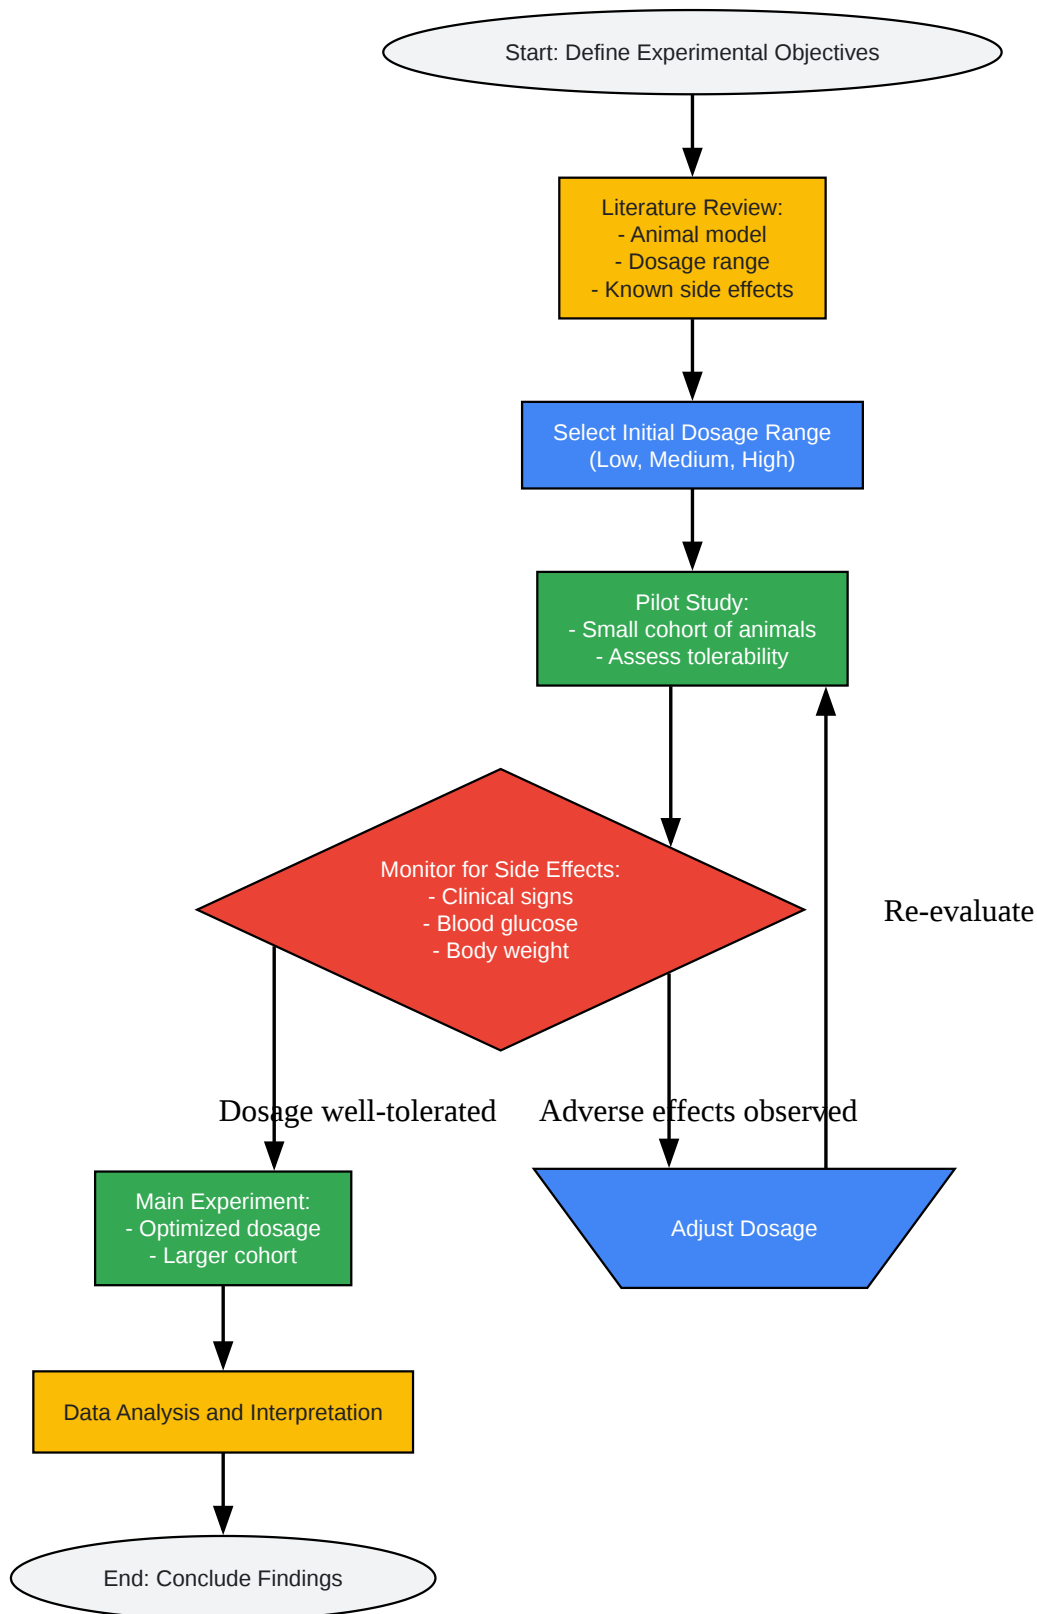 Start: Define Experimental Objectives
Literature Review:
- Animal model
- Dosage range
- Known side effects
Select Initial Dosage Range
(Low, Medium, High)
Pilot Study:
- Small cohort of animals
- Assess tolerability
Monitor for Side Effects:
- Clinical signs
- Blood glucose
- Body weight
Re-evaluate
Dosage well-tolerated
Adverse effects observed
Main Experiment:
- Optimized dosage
- Larger cohort
Adjust Dosage
Data Analysis and Interpretation
End: Conclude Findings